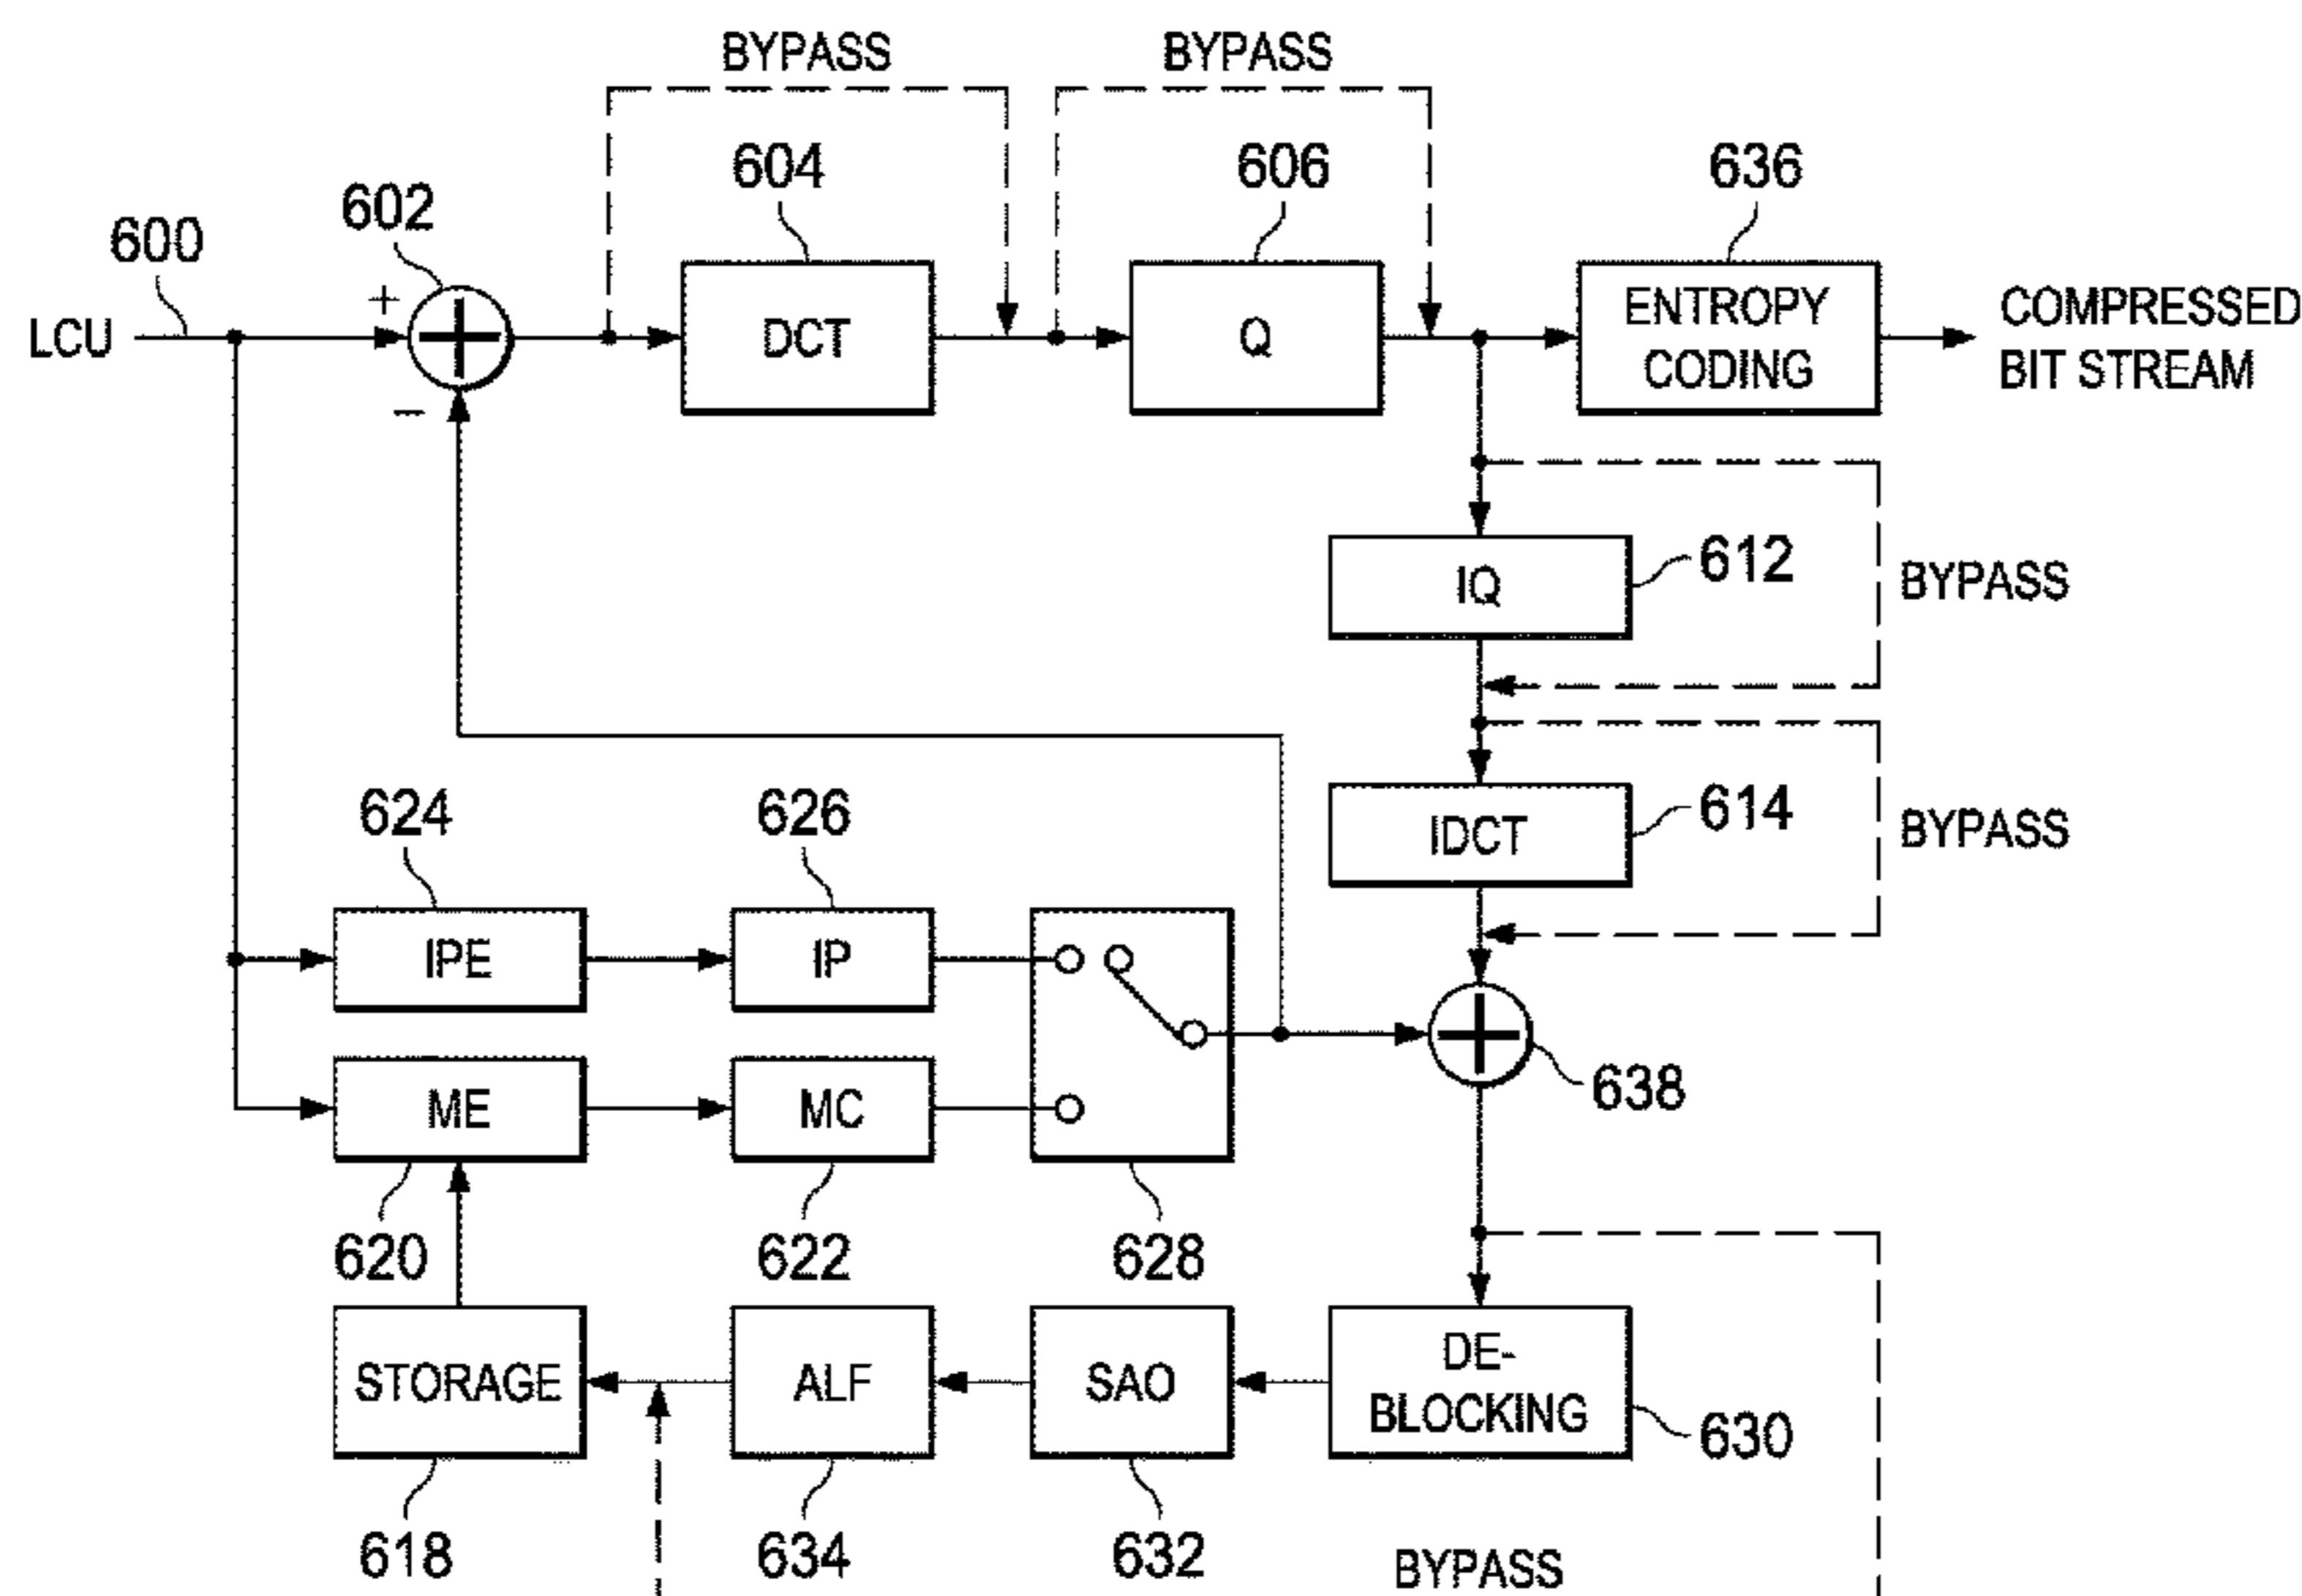 BYPASS
BYPASS
604
606
636
602
600
+
LCU
DCT
Q
ENTROPY
CODING
COMPRESSED
BIT STREAM
−
IQ
612
BYPASS
624
626
IDCT
614
BYPASS
IPE
IP
ME
MC
638
620
622
628
STORAGE
ALF
SAO
DE-
BLOCKING
630
618
634
632
BYPASS